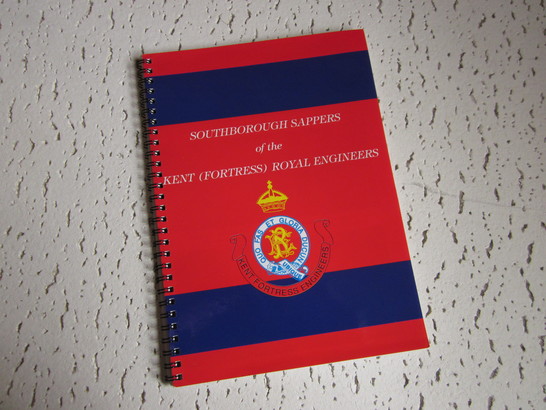 SOUTHBOROUGH SAPPERS
of the
KENT (FORTRESS) ROYAL ENGINEERS
QUO FAS ET GLORIA DUCUNT
KENT FORTRESS ENGINEERS